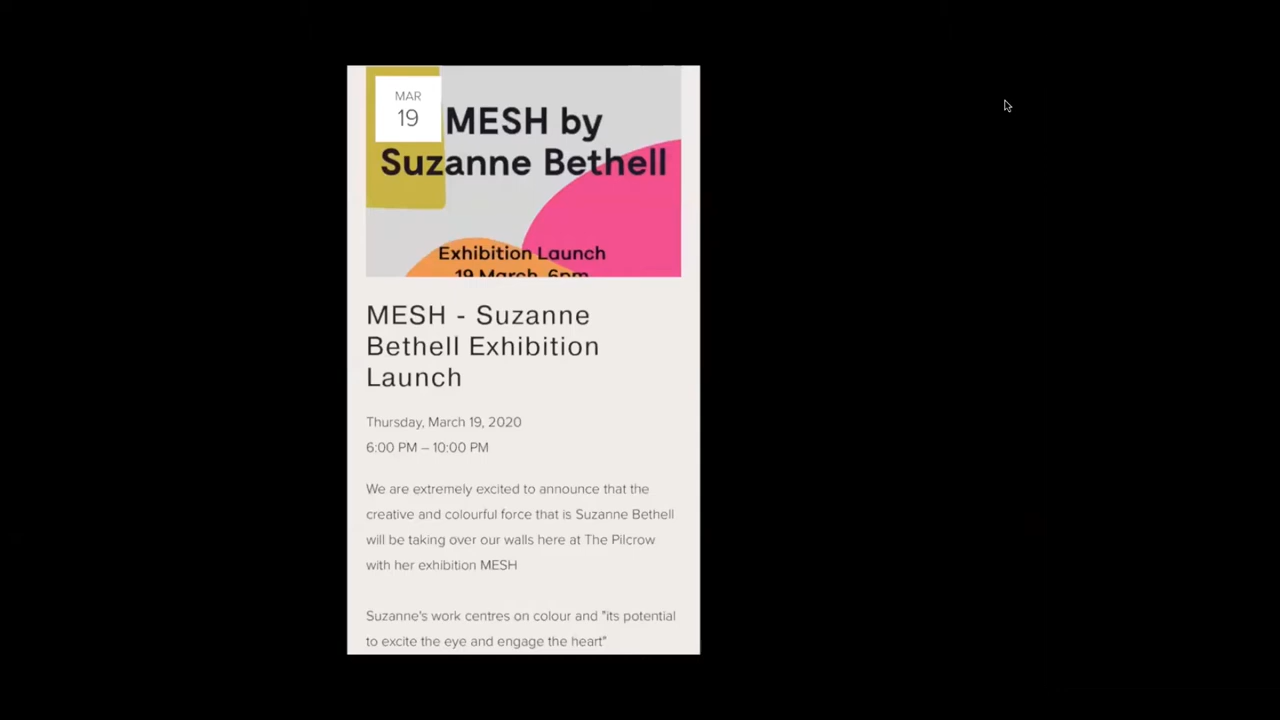 MAR
19
MESH by
Suzanne Bethell
Exhibition Launch
19 March, 6pm
MESH - Suzanne
Bethell Exhibition
Launch
Thursday, March 19, 2020
6:00 PM – 10:00 PM
We are extremely excited to announce that the
creative and colourful force that is Suzanne Bethell
will be taking over our walls here at The Pilcrow
with her exhibition MESH
Suzanne's work centres on colour and "its potential
to excite the eye and engage the heart"